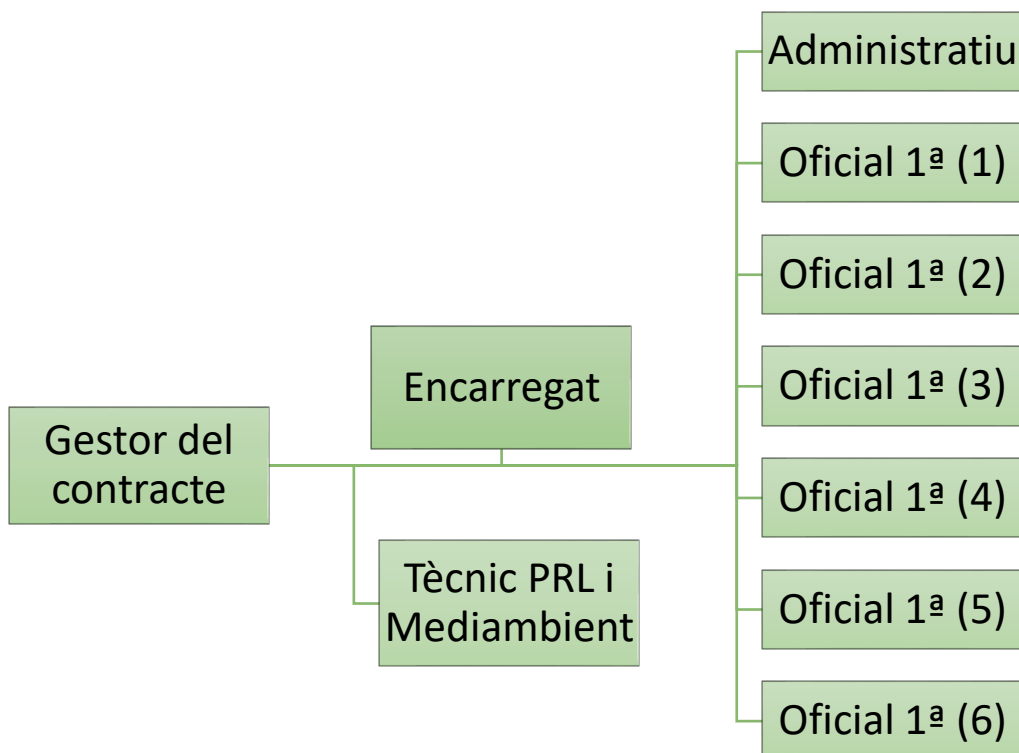 Gestor del
contracte
Encarregat
Tècnic PRL i
Mediambient
Administratiu
Oficial 1ª (1)
Oficial 1ª (2)
Oficial 1ª (3)
Oficial 1ª (4)
Oficial 1ª (5)
Oficial 1ª (6)